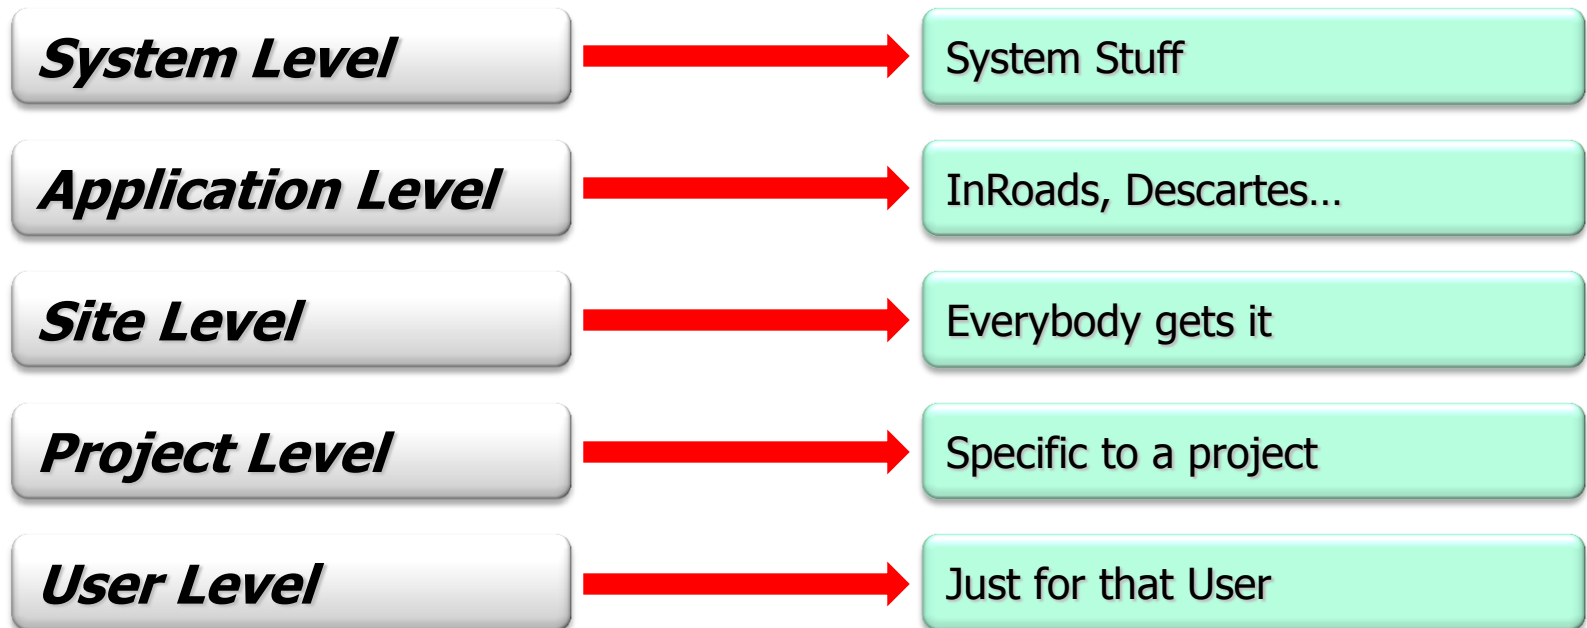 System Level
System Stuff
Application Level
InRoads, Descartes…
Site Level
Everybody gets it
Project Level
Specific to a project
User Level
Just for that User